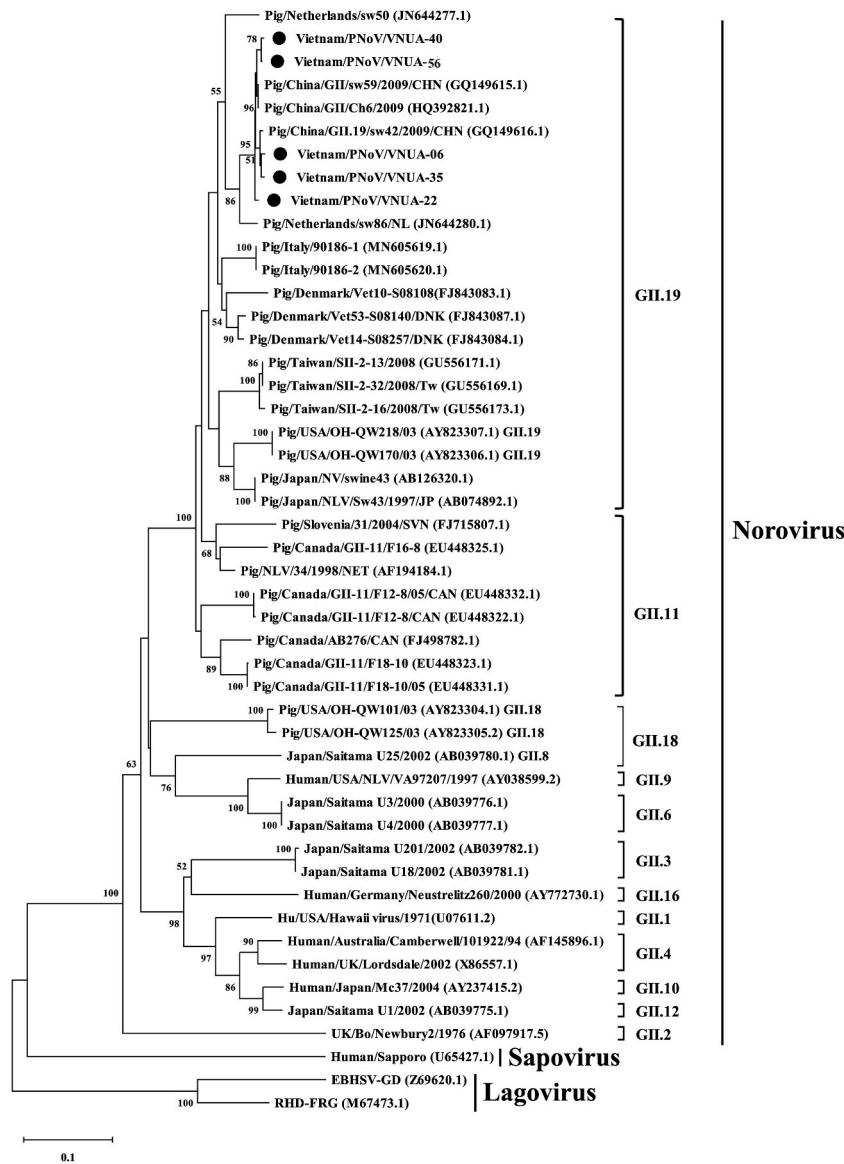 Pig/Netherlands/sw50 (JN644277.1)
78
Vietnam/PNoV/VNUA-40
Vietnam/PNoV/VNUA-56
Pig/China/GII/sw59/2009/CHN (GQ149615.1)
55
96
Pig/China/GII/Ch6/2009 (HQ392821.1)
Pig/China/GII.19/sw42/2009/CHN (GQ149616.1)
95
51
Vietnam/PNoV/VNUA-06
Vietnam/PNoV/VNUA-35
86
Vietnam/PNoV/VNUA-22
Pig/Netherlands/sw86/NL (JN644280.1)
100
Pig/Italy/90186-1 (MN605619.1)
Pig/Italy/90186-2 (MN605620.1)
Pig/Denmark/Vet10-S08108(FJ843083.1)
GII.19
54
Pig/Denmark/Vet53-S08140/DNK (FJ843087.1)
90
Pig/Denmark/Vet14-S08257/DNK (FJ843084.1)
86
Pig/Taiwan/SII-2-13/2008 (GU556171.1)
100
Pig/Taiwan/SII-2-32/2008/Tw (GU556169.1)
Pig/Taiwan/SII-2-16/2008/Tw (GU556173.1)
100
Pig/USA/OH-QW218/03 (AY823307.1) GII.19
Pig/USA/OH-QW170/03 (AY823306.1) GII.19
88
Pig/Japan/NV/swine43 (AB126320.1)
100
Pig/Japan/NLV/Sw43/1997/JP (AB074892.1)
100
Pig/Slovenia/31/2004/SVN (FJ715807.1)
Norovirus
68
Pig/Canada/GII-11/F16-8 (EU448325.1)
Pig/NLV/34/1998/NET (AF194184.1)
100
Pig/Canada/GII-11/F12-8/05/CAN (EU448332.1)
GII.11
Pig/Canada/GII-11/F12-8/CAN (EU448322.1)
Pig/Canada/AB276/CAN (FJ498782.1)
89
Pig/Canada/GII-11/F18-10 (EU448323.1)
100
Pig/Canada/GII-11/F18-10/05 (EU448331.1)
100
Pig/USA/OH-QW101/03 (AY823304.1) GII.18
Pig/USA/OH-QW125/03 (AY823305.2) GII.18
GII.18
Japan/Saitama U25/2002 (AB039780.1) GII.8
63
76
Human/USA/NLV/VA97207/1997 (AY038599.2)
GII.9
100
Japan/Saitama U3/2000 (AB039776.1)
GII.6
100
Japan/Saitama U4/2000 (AB039777.1)
100
Japan/Saitama U201/2002 (AB039782.1)
GII.3
52
Japan/Saitama U18/2002 (AB039781.1)
100
Human/Germany/Neustrelitz260/2000 (AY772730.1)
GII.16
98
Hu/USA/Hawaii virus/1971(U07611.2)
GII.1
90
Human/Australia/Camberwell/101922/94 (AF145896.1)
97
GII.4
Human/UK/Lordsdale/2002 (X86557.1)
86
Human/Japan/Mc37/2004 (AY237415.2)
GII.10
99
Japan/Saitama U1/2002 (AB039775.1)
GII.12
UK/Bo/Newbury2/1976 (AF097917.5)
GII.2
Human/Sapporo (U65427.1)
Sapovirus
EBHSV-GD (Z69620.1)
Lagovirus
100
RHD-FRG (M67473.1)
0.1